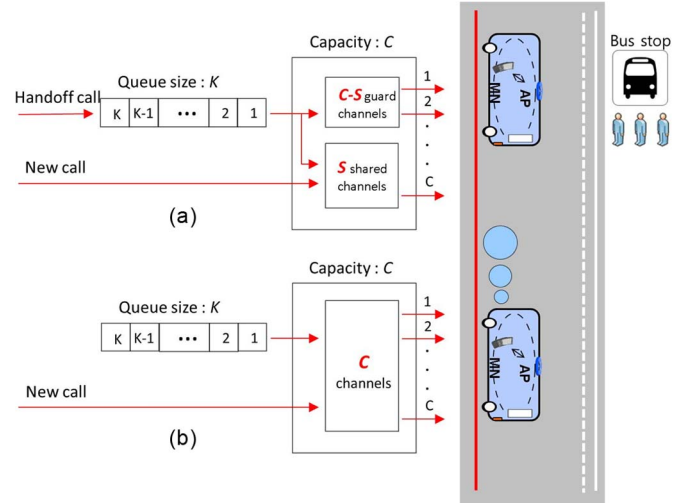 Capacity : C
Queue size : K
Handoff call
K K-1 ••• 2 1
C-S guard
channels
S shared
channels
1
2
.
.
.
C
New call
(a)
Capacity : C
Queue size : K
K K-1 ••• 2 1
C
channels
1
2
.
.
.
C
New call
(b)
MN AP
MN AP
Bus stop